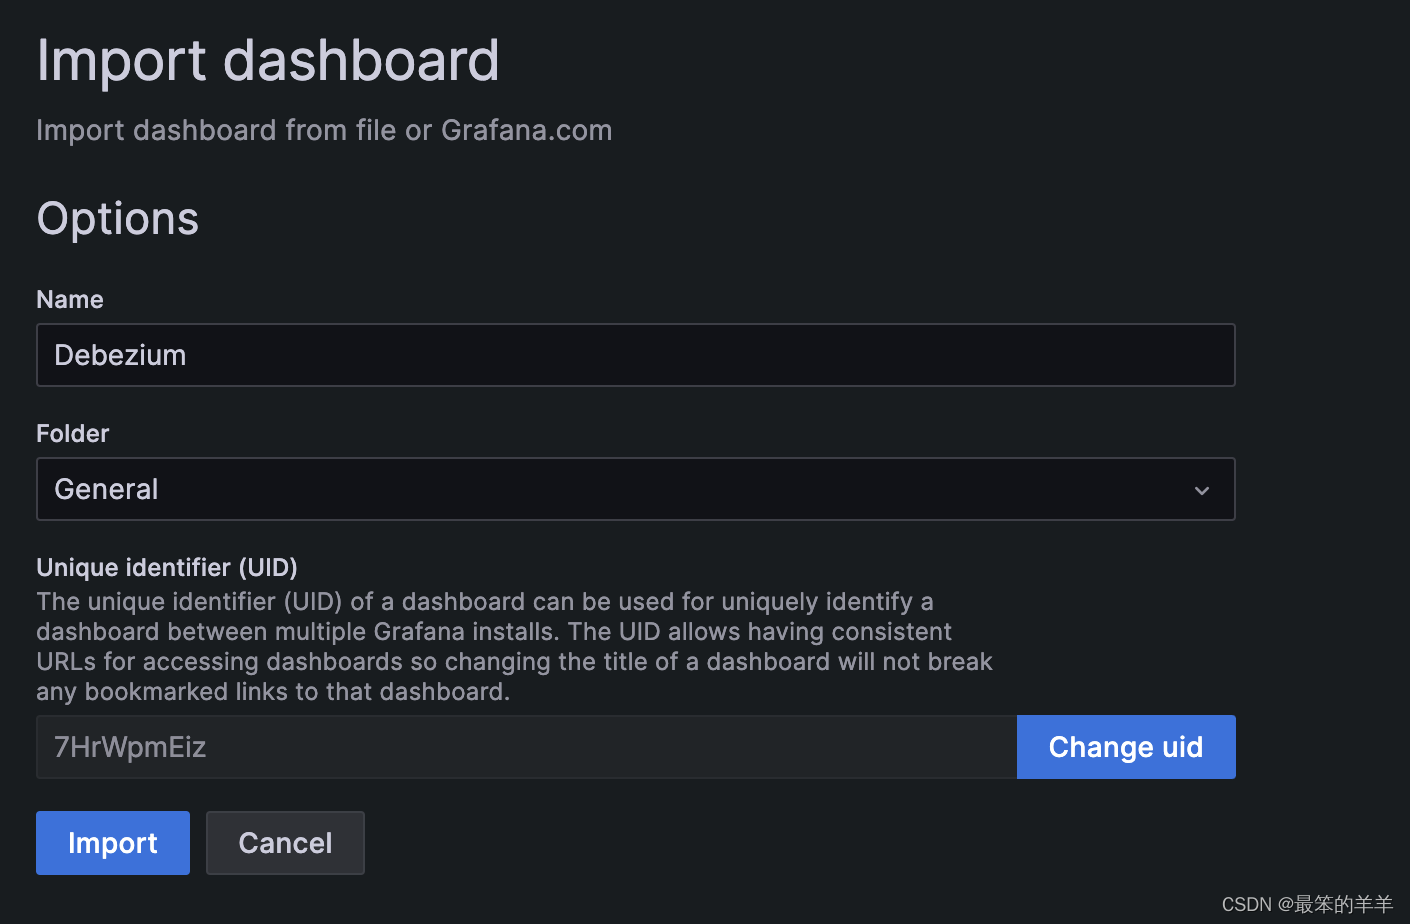 Import dashboard
Import dashboard from file or Grafana.com
Options
Name
Debezium
Folder
General
Unique identifier (UID)
The unique identifier (UID) of a dashboard can be used for uniquely identify a
dashboard between multiple Grafana installs. The UID allows having consistent
URLs for accessing dashboards so changing the title of a dashboard will not break
any bookmarked links to that dashboard.
7HrWpmEiz
Change uid
Import
Cancel
CSDN @最笨的羊羊